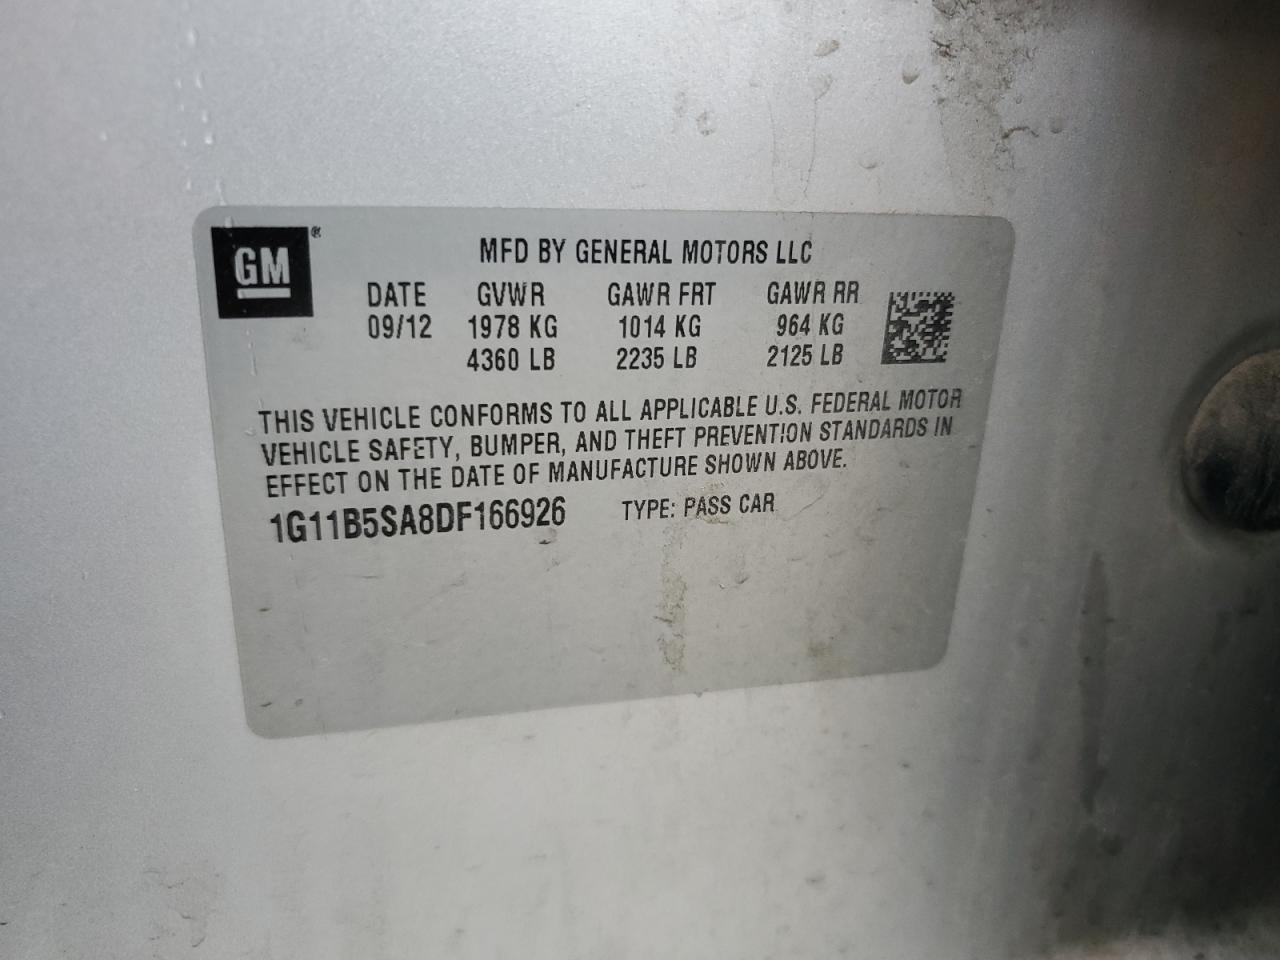 GM®
MFD BY GENERAL MOTORS LLC
DATE GVWR GAWR FRT GAWR RR
09/12 1978 KG 1014 KG 964 KG
4360 LB 2235 LB 2125 LB
THIS VEHICLE CONFORMS TO ALL APPLICABLE U.S. FEDERAL MOTOR
VEHICLE SAFETY, BUMPER, AND THEFT PREVENTION STANDARDS IN
EFFECT ON THE DATE OF MANUFACTURE SHOWN ABOVE.
1G11B5SA8DF166926 TYPE: PASS CAR